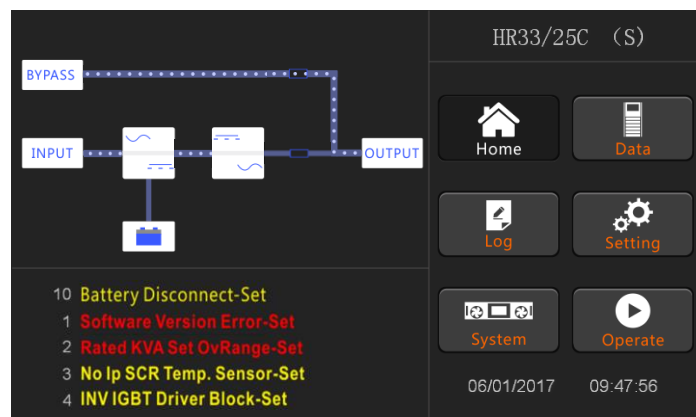 HR33/25C (S)
BYPASS
INPUT
OUTPUT
Home
Data
Log
Setting
System
Operate
10 Battery Disconnect-Set
1 Software Version Error-Set
2 Rated KVA Set OvRange-Set
3 No Ip SCR Temp. Sensor-Set
4 INV IGBT Driver Block-Set
06/01/2017 09:47:56